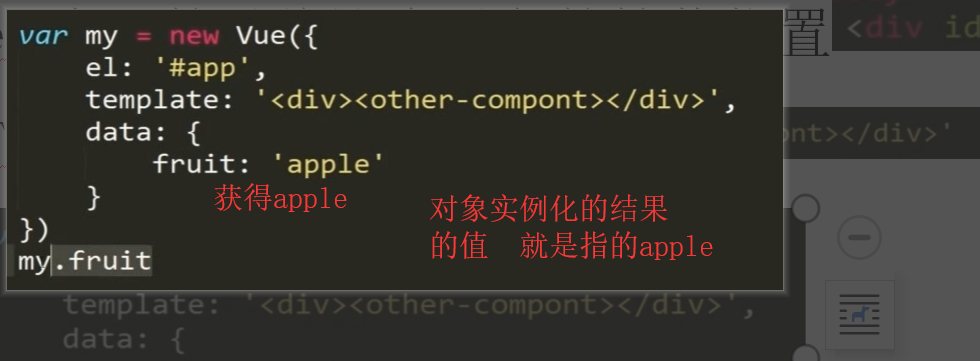 置
<div id
var my = new Vue({
el: '#app',
template: '<div><other-compont></div>',
data: {
fruit: 'apple'
}
})
my.fruit
获得apple
对象实例化的结果
的值 就是指的apple
ont></div>'
template: '<div><other-compont></div>',
data: {